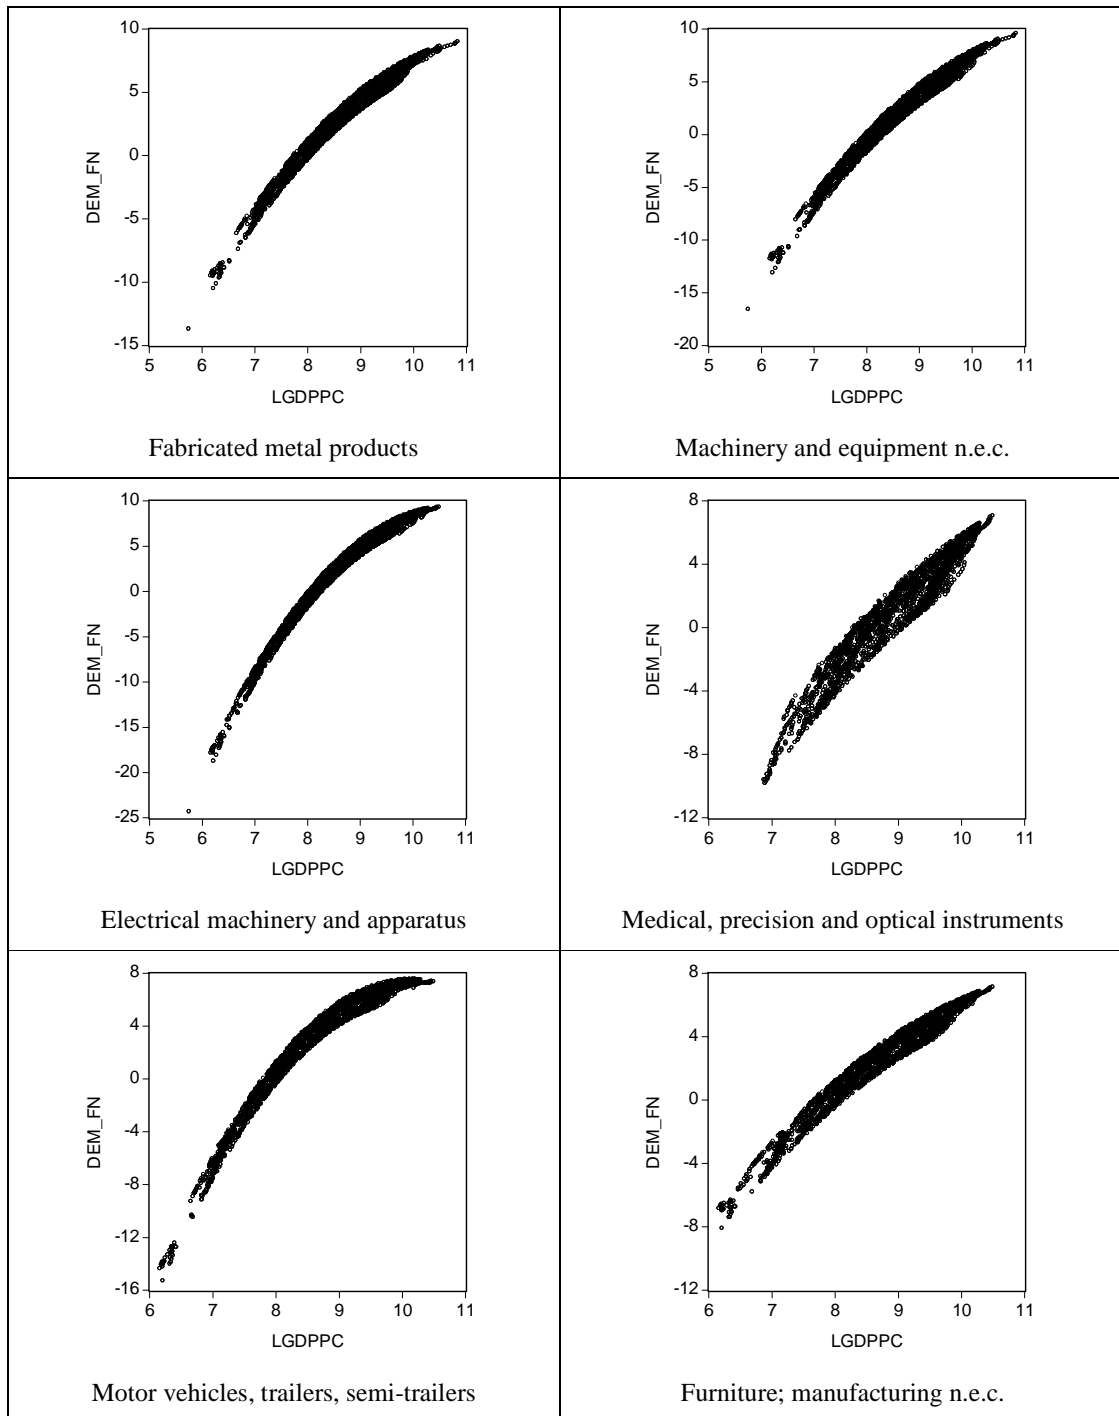 10
5
0
-5
-10
-15
DEM_FN
5 6 7 8 9 10 11
LGDPPC
Fabricated metal products
10
5
0
-5
-10
-15
-20
DEM_FN
5 6 7 8 9 10 11
LGDPPC
Machinery and equipment n.e.c.
10
5
0
-5
-10
-15
-20
-25
DEM_FN
5 6 7 8 9 10 11
LGDPPC
Electrical machinery and apparatus
8
4
0
-4
-8
-12
DEM_FN
6 7 8 9 10 11
LGDPPC
Medical, precision and optical instruments
8
4
0
-4
-8
-12
-16
DEM_FN
6 7 8 9 10 11
LGDPPC
Motor vehicles, trailers, semi-trailers
8
4
0
-4
-8
-12
DEM_FN
6 7 8 9 10 11
LGDPPC
Furniture; manufacturing n.e.c.